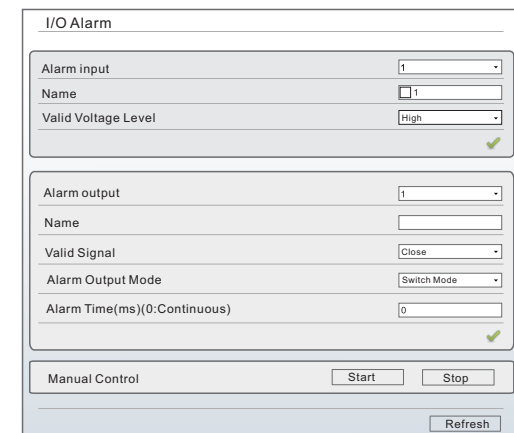 I/O Alarm
Alarm input 1
Name 1
Valid Voltage Level High
Alarm output 1
Name
Valid Signal Close
Alarm Output Mode Switch Mode
Alarm Time(ms)(0:Continuous) 0
Manual Control Start Stop
Refresh